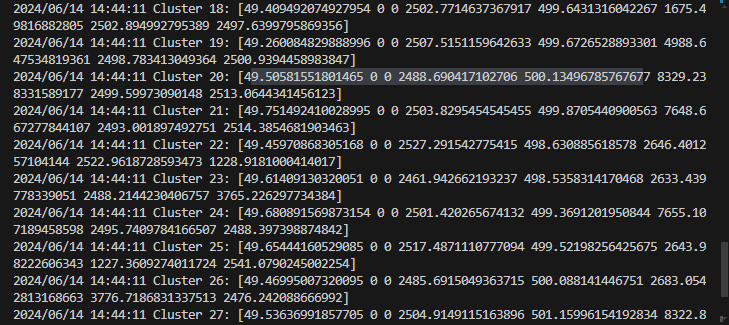 2024/06/14 14:44:11 Cluster 18: [49.409492074927954 0 0 2502.7714637367917 499.6431316042267 1675.4
9816882805 2502.894992795389 2497.6399795869356]
2024/06/14 14:44:11 Cluster 19: [49.260084829888996 0 0 2507.5151159642633 499.6726528893301 4988.6
47534819361 2498.783413049364 2500.9394458983847]
2024/06/14 14:44:11 Cluster 20: [49.50581551801465 0 0 2488.690417102706 500.13496785767677 8329.23
8331589177 2499.59973090148 2513.0644341456123]
2024/06/14 14:44:11 Cluster 21: [49.751492410028995 0 0 2503.8295454545455 499.8705440900563 7648.6
67277844107 2493.001897492751 2514.3854681903463]
2024/06/14 14:44:11 Cluster 22: [49.45970868305168 0 0 2527.291542775415 498.630885618578 2646.4012
57104144 2522.9618728593473 1228.9181000414017]
2024/06/14 14:44:11 Cluster 23: [49.61409130320051 0 0 2461.942662193237 498.5358314170468 2633.439
778339051 2488.2144230406757 3765.226297734384]
2024/06/14 14:44:11 Cluster 24: [49.680891569873154 0 0 2501.420265674132 499.3691201950844 7655.10
7189458598 2495.7409784166507 2488.397398874842]
2024/06/14 14:44:11 Cluster 25: [49.65444160529085 0 0 2517.4871110777094 499.52198256425675 2643.9
8222606343 1227.3609274011724 2541.0790245002254]
2024/06/14 14:44:11 Cluster 26: [49.46995007320095 0 0 2485.6915049363715 500.088141446751 2683.054
2813168663 3776.7186831337513 2476.242088666992]
2024/06/14 14:44:11 Cluster 27: [49.53636991857705 0 0 2504.9149115163896 501.15996154192834 8322.8